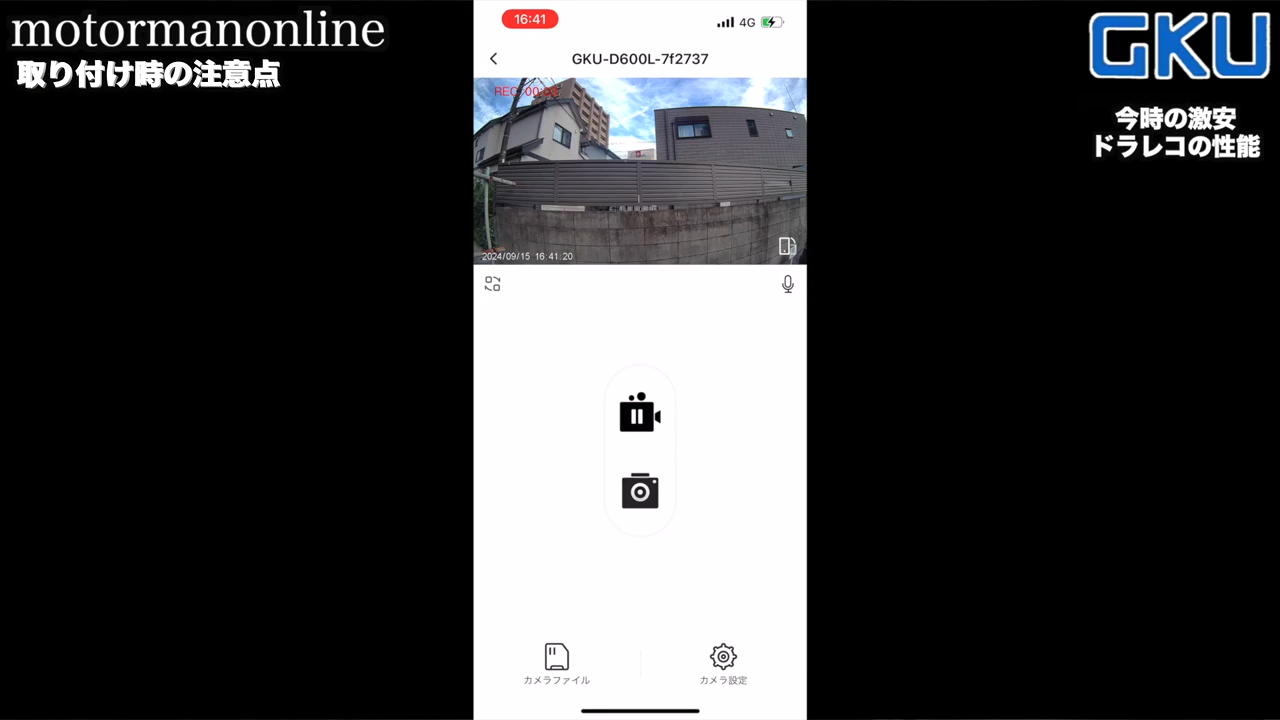 motormanonline
取り付け時の注意点
GKU
今時の激安
ドラレコの性能
16:41
4G
GKU-D600L-7f2737
2024/09/15 16:41:20
カメラファイル
カメラ設定